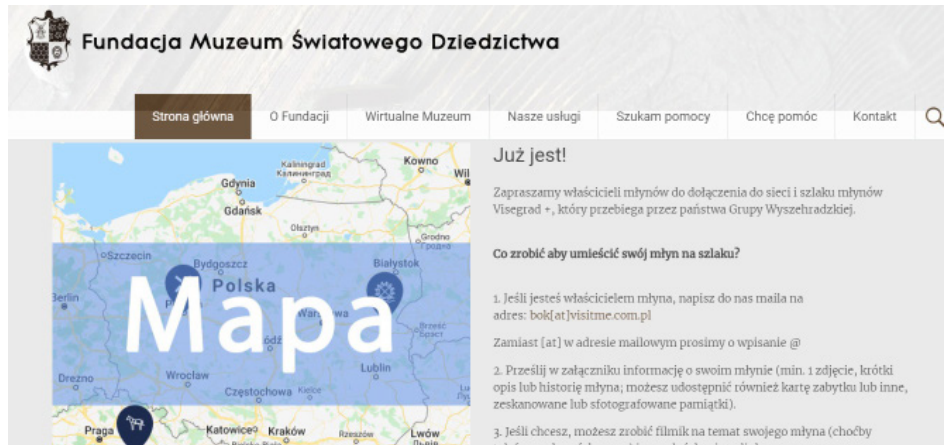 Fundacja Muzeum Światowego Dziedzictwa
Strona główna O Fundacji Wirtualne Muzeum Nasze usługi Szukam pomocy Chcę pomóc Kontakt
Już jest!
Zapraszamy właścicieli młynów do dołączenia do sieci i szlaku młynów
Visegrad +, który przebiega przez państwa Grupy Wyszehradzkiej.
Co zrobić aby umieścić swój młyn na szlaku?
1. Jeśli jesteś właścicielem młyna, napisz do nas maila na
adres: bok[at]visitme.com.pl
Zamiast [at] w adresie mailowym prosimy o wpisanie @
2. Prześlij w załączniku informację o swoim młynie (min. 1 zdjęcie, krótki
opis lub historię młyna; możesz udostępnić również kartę zabytku lub inne,
zeskanowane lub sfotografowane pamiątki).
3. Jeśli chcesz, możesz zrobić filmik na temat swojego młyna (choćby
Mapa
Kaliningrad
Калининград
Kowno
Wil
Gdynia
Gdańsk
Olsztyn
Grodno
Гродно
Szczecin
Bydgoszcz
Białystok
Polska
Berlin
Brześć
Брэст
Drezno
Wrocław
Lublin
Częstochowa
Kielce
Praga
Katowice
Kraków
Rzeszów
Lwów